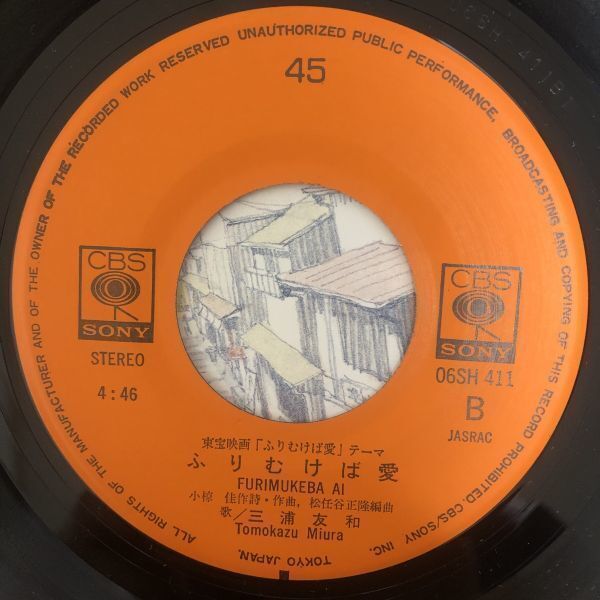 ALL RIGHTS OF THE MANUFACTURER AND OF THE OWNER OF THE RECORDED WORK RESERVED UNAUTHORIZED PUBLIC PERFORMANCE, BROADCASTING AND COPYING OF THIS RECORD PROHIBITED. CBS/SONY INC. TOKYO JAPAN.
45
CBS
SONY
STEREO
4:46
CBS
SONY
06SH 411
B
JASRAC
東宝映画「ふりむけば愛」テーマ
ふりむけば愛
FURIMUKEBA AI
小椋 佳作詩・作曲, 松任谷正隆編曲
歌/三浦友和
Tomokazu Miura